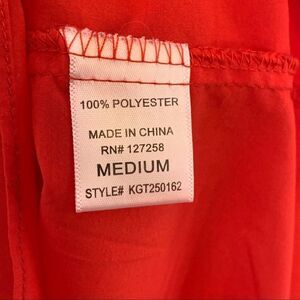 100% POLYESTER
MADE IN CHINA
RN# 127258
MEDIUM
STYLE# KGT250162